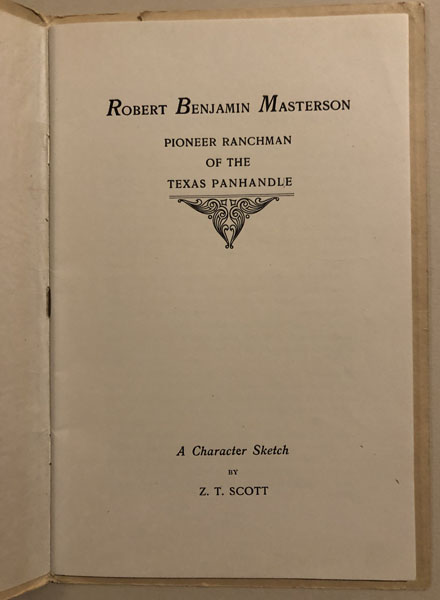 ROBERT BENJAMIN MASTERSON
PIONEER RANCHMAN
OF THE
TEXAS PANHANDLE
A Character Sketch
BY
Z. T. SCOTT